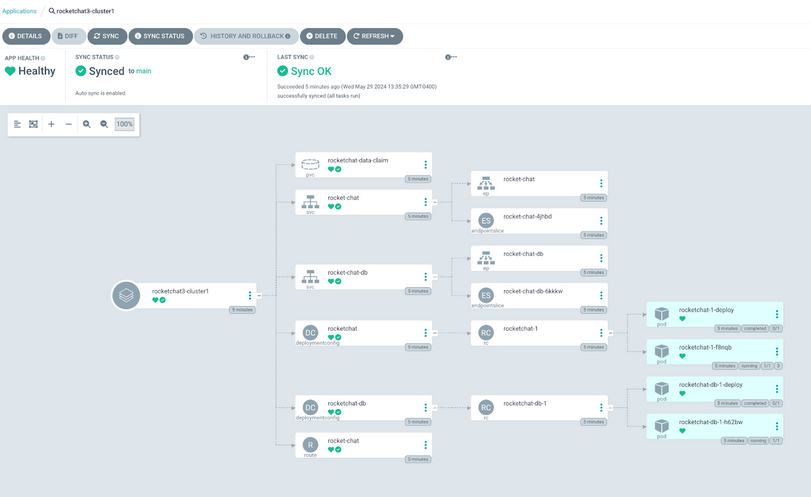 Applications / rocketchat3-cluster1
DETAILS DIFF SYNC SYNC STATUS HISTORY AND ROLLBACK DELETE REFRESH
APP HEALTH
Healthy
SYNC STATUS
Synced to main
Auto sync is enabled.
LAST SYNC
Sync OK
Succeeded 5 minutes ago (Wed May 29 2024 13:35:29 GMT-0400)
successfully synced (all tasks run)
100%
rocketchat3-cluster1
5 minutes
rocketchat-data-claim
pvc
5 minutes
rocket-chat
svc
5 minutes
rocket-chat
ep
5 minutes
rocket-chat-4jhbd
ES
endpointslice
5 minutes
rocket-chat-db
svc
5 minutes
rocket-chat-db
ep
5 minutes
rocket-chat-db-6kkkw
ES
endpointslice
5 minutes
rocketchat
DC
deploymentconfig
5 minutes
rocketchat-1
RC
rc
5 minutes
rocketchat-1-deploy
pod
5 minutes completed 0/1
rocketchat-1-f8nqb
pod
5 minutes running 1/1 3
rocketchat-db
DC
deploymentconfig
5 minutes
rocketchat-db-1
RC
rc
5 minutes
rocketchat-db-1-deploy
pod
5 minutes completed 0/1
rocketchat-db-1-h62bw
pod
5 minutes running 1/1
rocket-chat
R
route
5 minutes